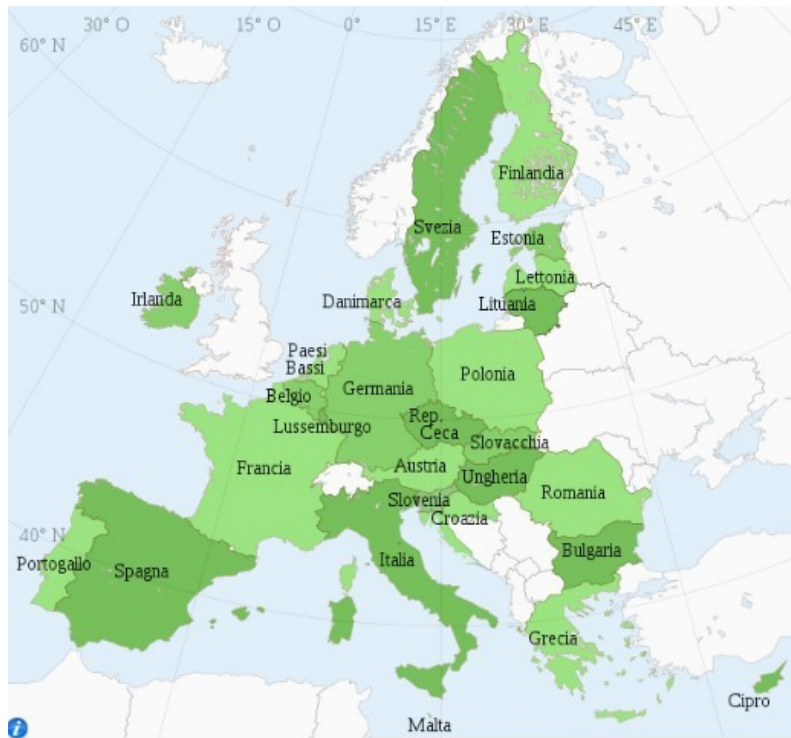 30° O
15° O
0°
15° E
30° E
45° E
60° N
Finlandia
Svezia
Estonia
Lettonia
Irlanda
Danimarca
Lituania
50° N
Paesi
Bassi
Germania
Polonia
Belgio
Rep.
Ceca
Lussemburgo
Slovacchia
Francia
Austria
Ungheria
Slovenia
Romania
Croazia
40° N
Portogallo
Spagna
Italia
Bulgaria
Grecia
Cipro
Malta
i